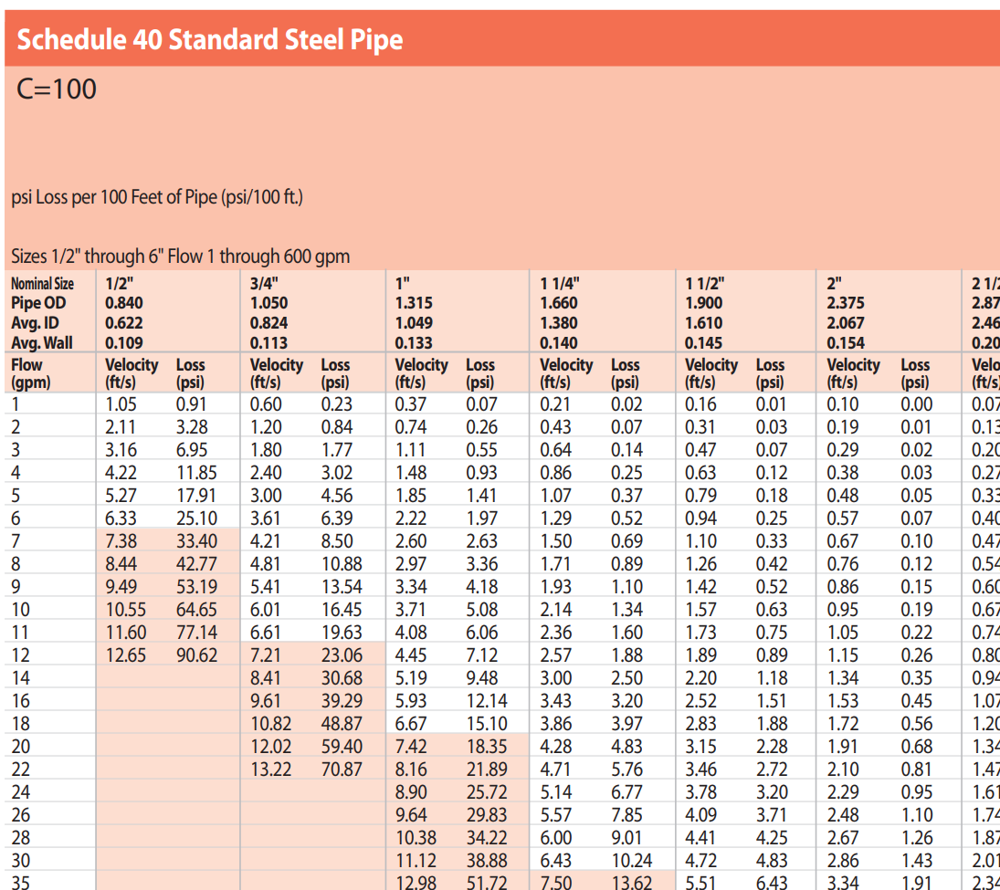 Schedule 40 Standard Steel Pipe
C=100
psi Loss per 100 Feet of Pipe (psi/100 ft.)
Sizes 1/2" through 6" Flow 1 through 600 gpm
Nominal Size 1/2" 3/4" 1" 1 1/4" 1 1/2" 2" 2 1/2
Pipe OD 0.840 1.050 1.315 1.660 1.900 2.375 2.87
Avg. ID 0.622 0.824 1.049 1.380 1.610 2.067 2.46
Avg. Wall 0.109 0.113 0.133 0.140 0.145 0.154 0.20
Flow Velocity Loss Velocity Loss Velocity Loss Velocity Loss Velocity Loss Velocity Loss Velo
(gpm) (ft/s) (psi) (ft/s) (psi) (ft/s) (psi) (ft/s) (psi) (ft/s) (psi) (ft/s) (psi) (ft/s)
1 1.05 0.91 0.60 0.23 0.37 0.07 0.21 0.02 0.16 0.01 0.10 0.00 0.07
2 2.11 3.28 1.20 0.84 0.74 0.26 0.43 0.07 0.31 0.03 0.19 0.01 0.13
3 3.16 6.95 1.80 1.77 1.11 0.55 0.64 0.14 0.47 0.07 0.29 0.02 0.20
4 4.22 11.85 2.40 3.02 1.48 0.93 0.86 0.25 0.63 0.12 0.38 0.03 0.27
5 5.27 17.91 3.00 4.56 1.85 1.41 1.07 0.37 0.79 0.18 0.48 0.05 0.33
6 6.33 25.10 3.61 6.39 2.22 1.97 1.29 0.52 0.94 0.25 0.57 0.07 0.40
7 7.38 33.40 4.21 8.50 2.60 2.63 1.50 0.69 1.10 0.33 0.67 0.10 0.47
8 8.44 42.77 4.81 10.88 2.97 3.36 1.71 0.89 1.26 0.42 0.76 0.12 0.54
9 9.49 53.19 5.41 13.54 3.34 4.18 1.93 1.10 1.42 0.52 0.86 0.15 0.60
10 10.55 64.65 6.01 16.45 3.71 5.08 2.14 1.34 1.57 0.63 0.95 0.19 0.67
11 11.60 77.14 6.61 19.63 4.08 6.06 2.36 1.60 1.73 0.75 1.05 0.22 0.74
12 12.65 90.62 7.21 23.06 4.45 7.12 2.57 1.88 1.89 0.89 1.15 0.26 0.80
14 8.41 30.68 5.19 9.48 3.00 2.50 2.20 1.18 1.34 0.35 0.94
16 9.61 39.29 5.93 12.14 3.43 3.20 2.52 1.51 1.53 0.45 1.07
18 10.82 48.87 6.67 15.10 3.86 3.97 2.83 1.88 1.72 0.56 1.20
20 12.02 59.40 7.42 18.35 4.28 4.83 3.15 2.28 1.91 0.68 1.34
22 13.22 70.87 8.16 21.89 4.71 5.76 3.46 2.72 2.10 0.81 1.47
24 8.90 25.72 5.14 6.77 3.78 3.20 2.29 0.95 1.61
26 9.64 29.83 5.57 7.85 4.09 3.71 2.48 1.10 1.74
28 10.38 34.22 6.00 9.01 4.41 4.25 2.67 1.26 1.87
30 11.12 38.88 6.43 10.24 4.72 4.83 2.86 1.43 2.01
35 12.98 51.72 7.50 13.62 5.51 6.43 3.34 1.91 2.34